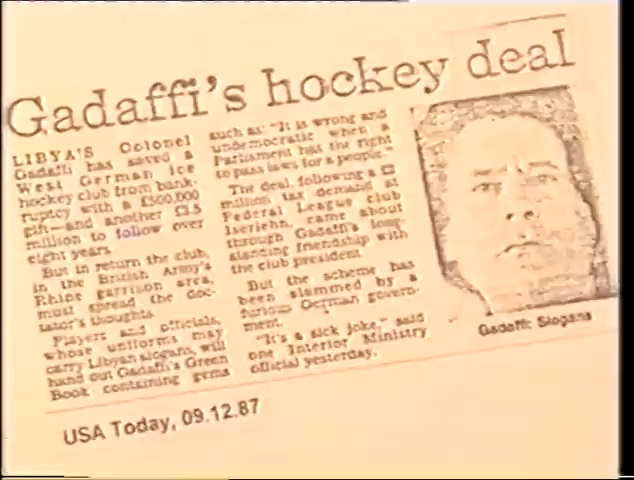 Gadaffi's hockey deal
LIBYA'S Colonel
Gadaffi has saved a
West German ice
hockey club from bank-
ruptcy with a £500,000
gift—and another £3.5
million to follow over
eight years.
But in return the club,
in the British Army's
Rhine garrison area,
must spread the doc-
tator's thoughts.
Players and officials,
whose uniforms may
carry Libyan slogans, will
hand out Gadaffi's Green
Book containing gems
such as: "It is wrong and
undemocratic when a
Parliament has the right
to pass laws for a people."
The deal, following a £2
million tax demand at
Federal League club
Iserlehn, came about
through Gadaffi's long-
standing friendship with
the club president.
But the scheme has
been slammed by a
furious German govern-
ment.
"It's a sick joke," said
one Interior Ministry
official yesterday.
Gadaffi: Slogans
USA Today, 09.12.87